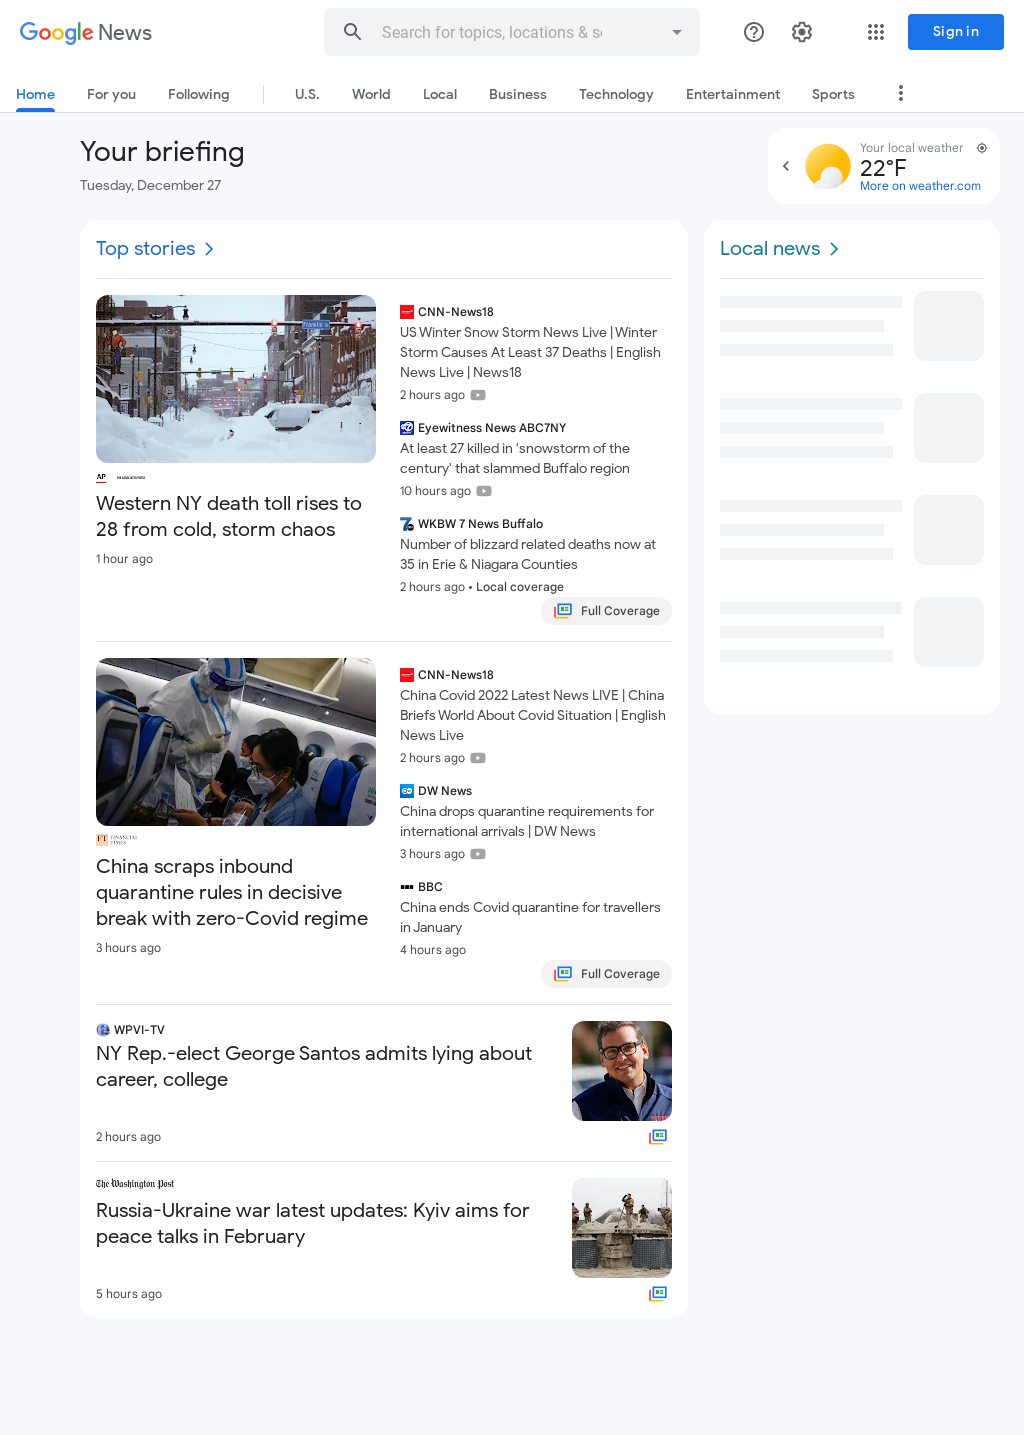 Google News
Search for topics, locations & so
Sign in
Home
For you
Following
U.S.
World
Local
Business
Technology
Entertainment
Sports
Your briefing
Tuesday, December 27
Your local weather
22°F
More on weather.com
Top stories
AP
Western NY death toll rises to
28 from cold, storm chaos
1 hour ago
CNN-News18
US Winter Snow Storm News Live | Winter
Storm Causes At Least 37 Deaths | English
News Live | News18
2 hours ago
Eyewitness News ABC7NY
At least 27 killed in 'snowstorm of the
century' that slammed Buffalo region
10 hours ago
WKBW 7 News Buffalo
Number of blizzard related deaths now at
35 in Erie & Niagara Counties
2 hours ago • Local coverage
Full Coverage
FT FINANCIAL
TIMES
China scraps inbound
quarantine rules in decisive
break with zero-Covid regime
3 hours ago
CNN-News18
China Covid 2022 Latest News LIVE | China
Briefs World About Covid Situation | English
News Live
2 hours ago
DW News
China drops quarantine requirements for
international arrivals | DW News
3 hours ago
BBC
China ends Covid quarantine for travellers
in January
4 hours ago
Full Coverage
WPVI-TV
NY Rep.-elect George Santos admits lying about
career, college
2 hours ago
The Washington Post
Russia-Ukraine war latest updates: Kyiv aims for
peace talks in February
5 hours ago
Local news